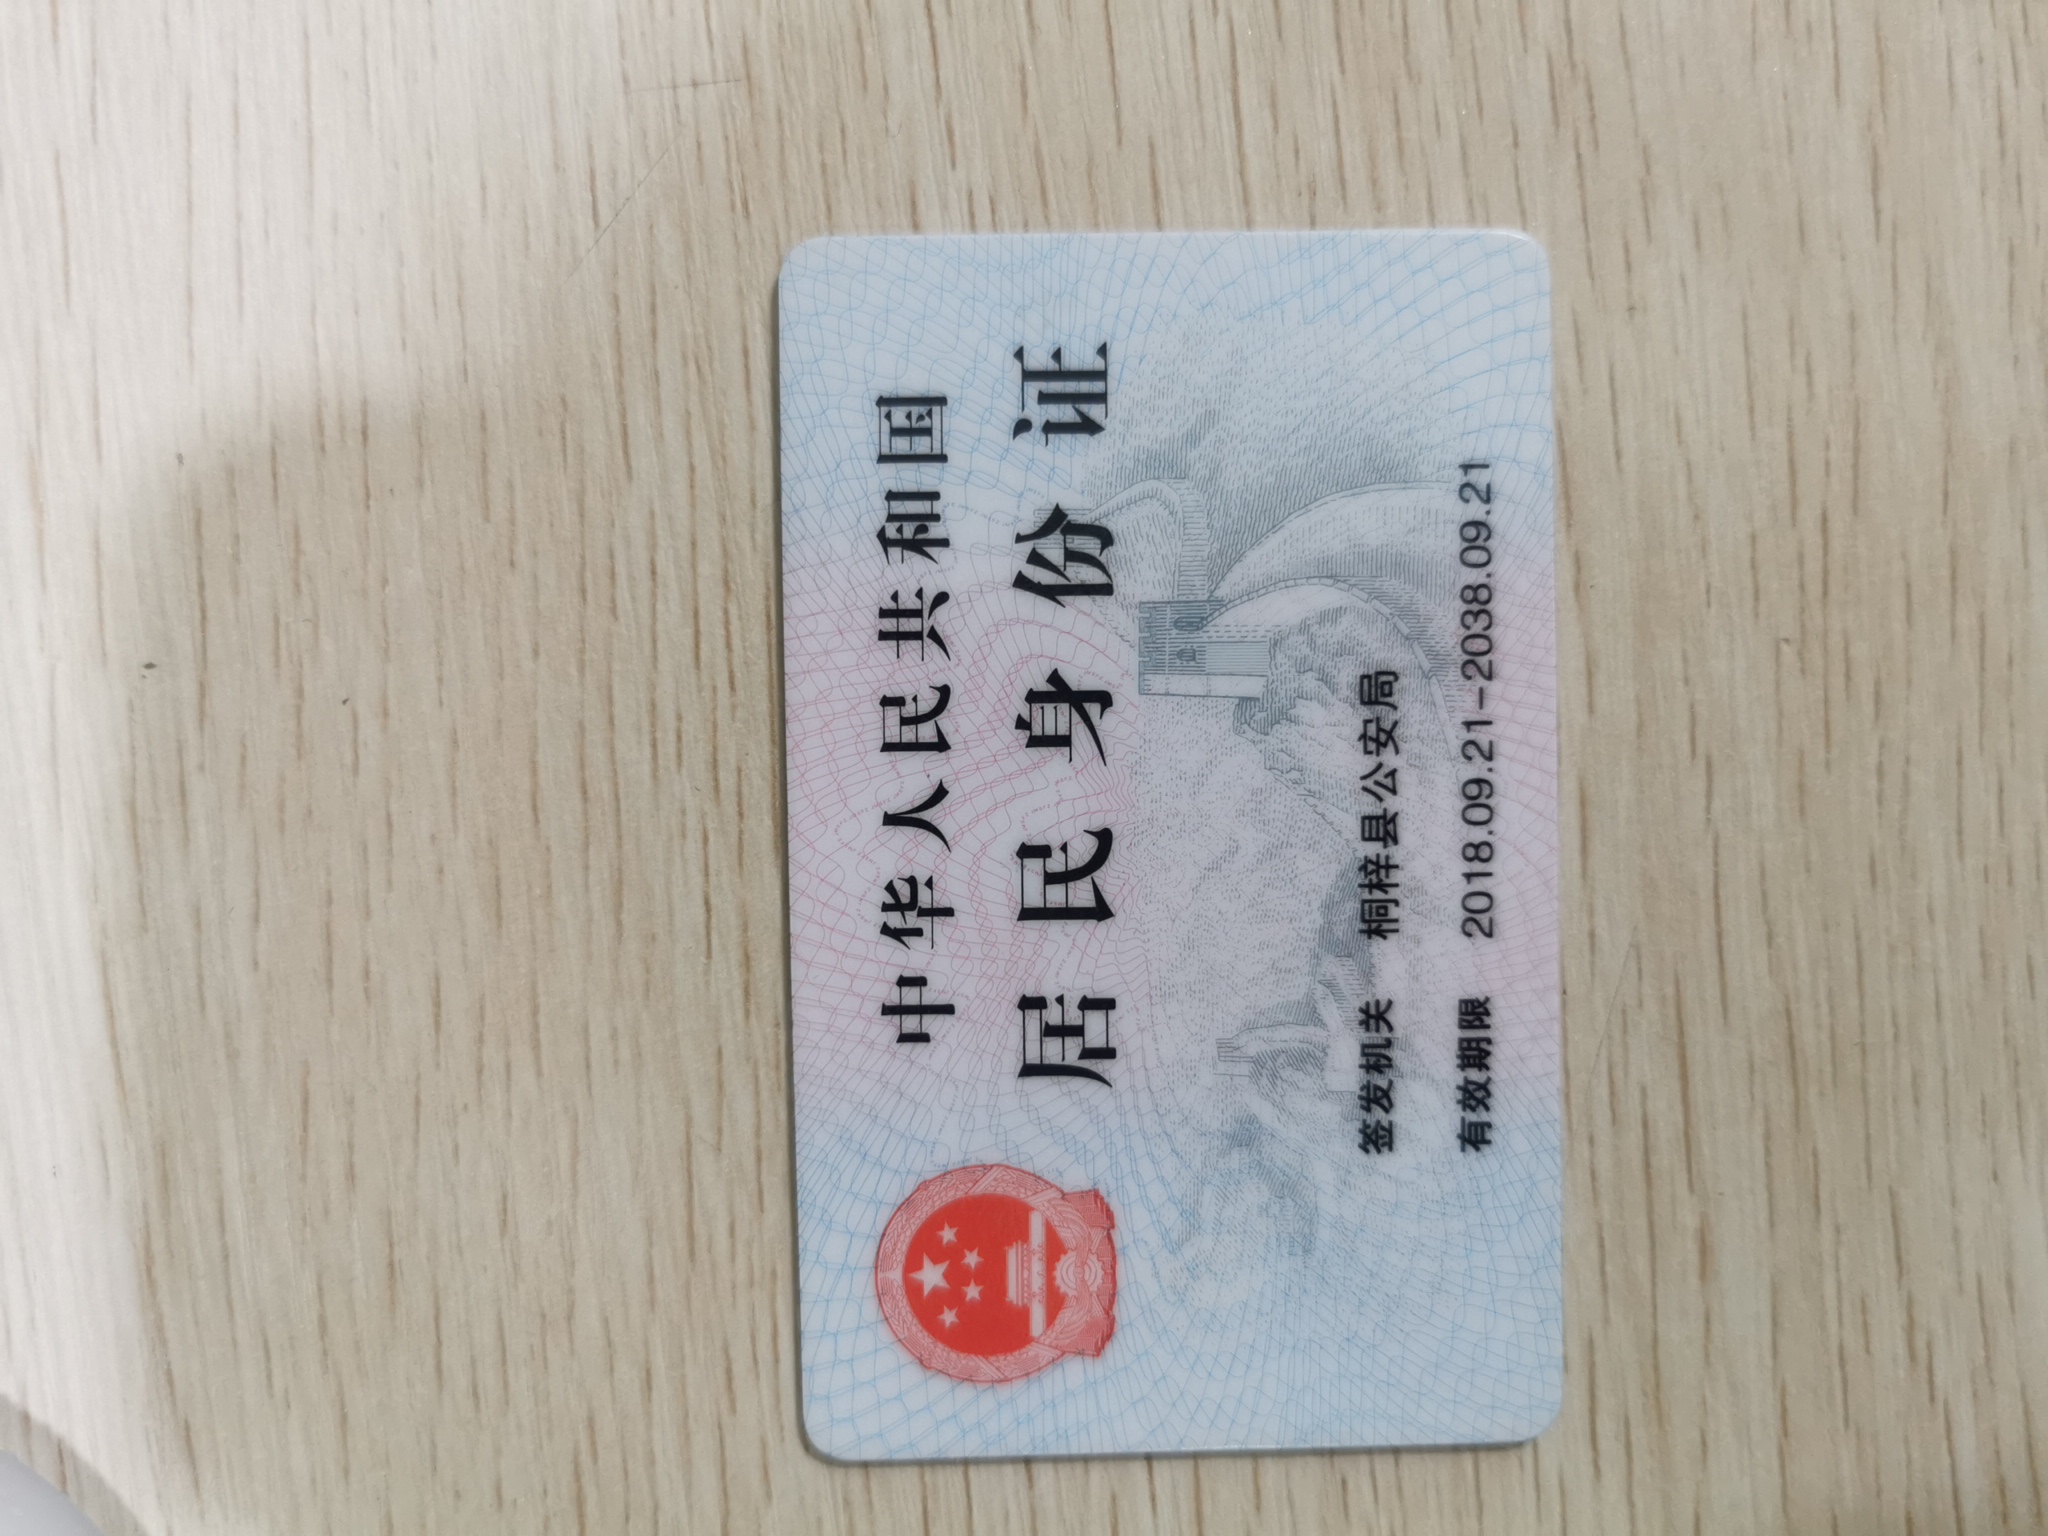 中华人民共和国
居民身份证
签发机关 桐梓县公安局
有效期限 2018.09.21-2038.09.21